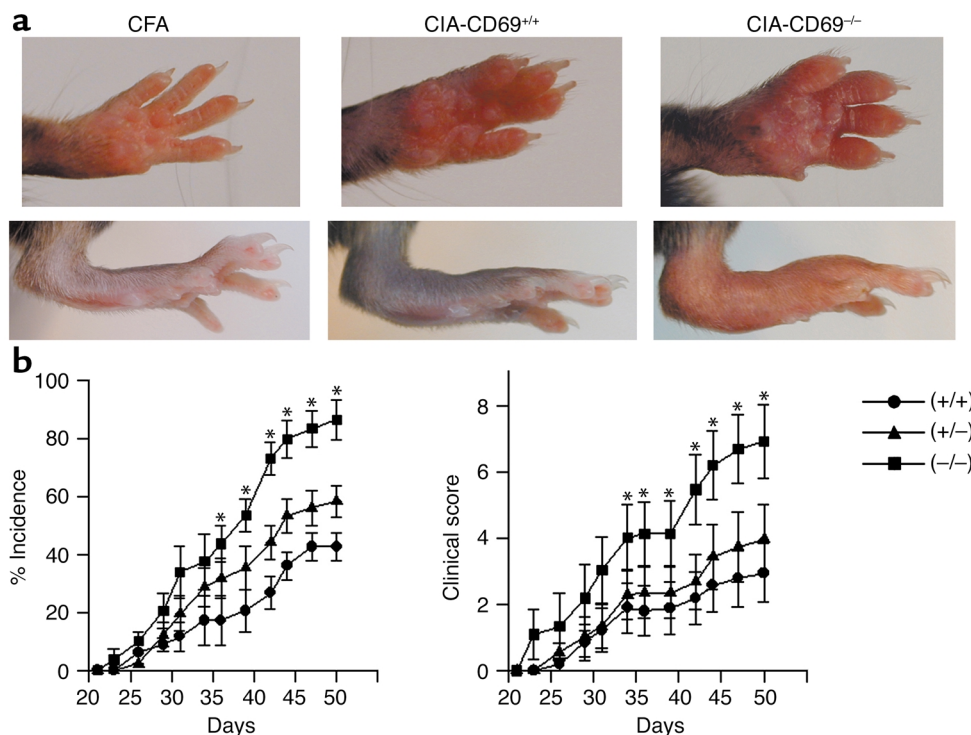 a
CFA
CIA-CD69+/+
CIA-CD69–/–
b
100
80
60
40
20
0
% Incidence
* * * * * *
20 25 30 35 40 45 50
Days
8
6
4
2
0
Clinical score
* * * * * * *
20 25 30 35 40 45 50
Days
(+/+)
(+/–)
(–/–)